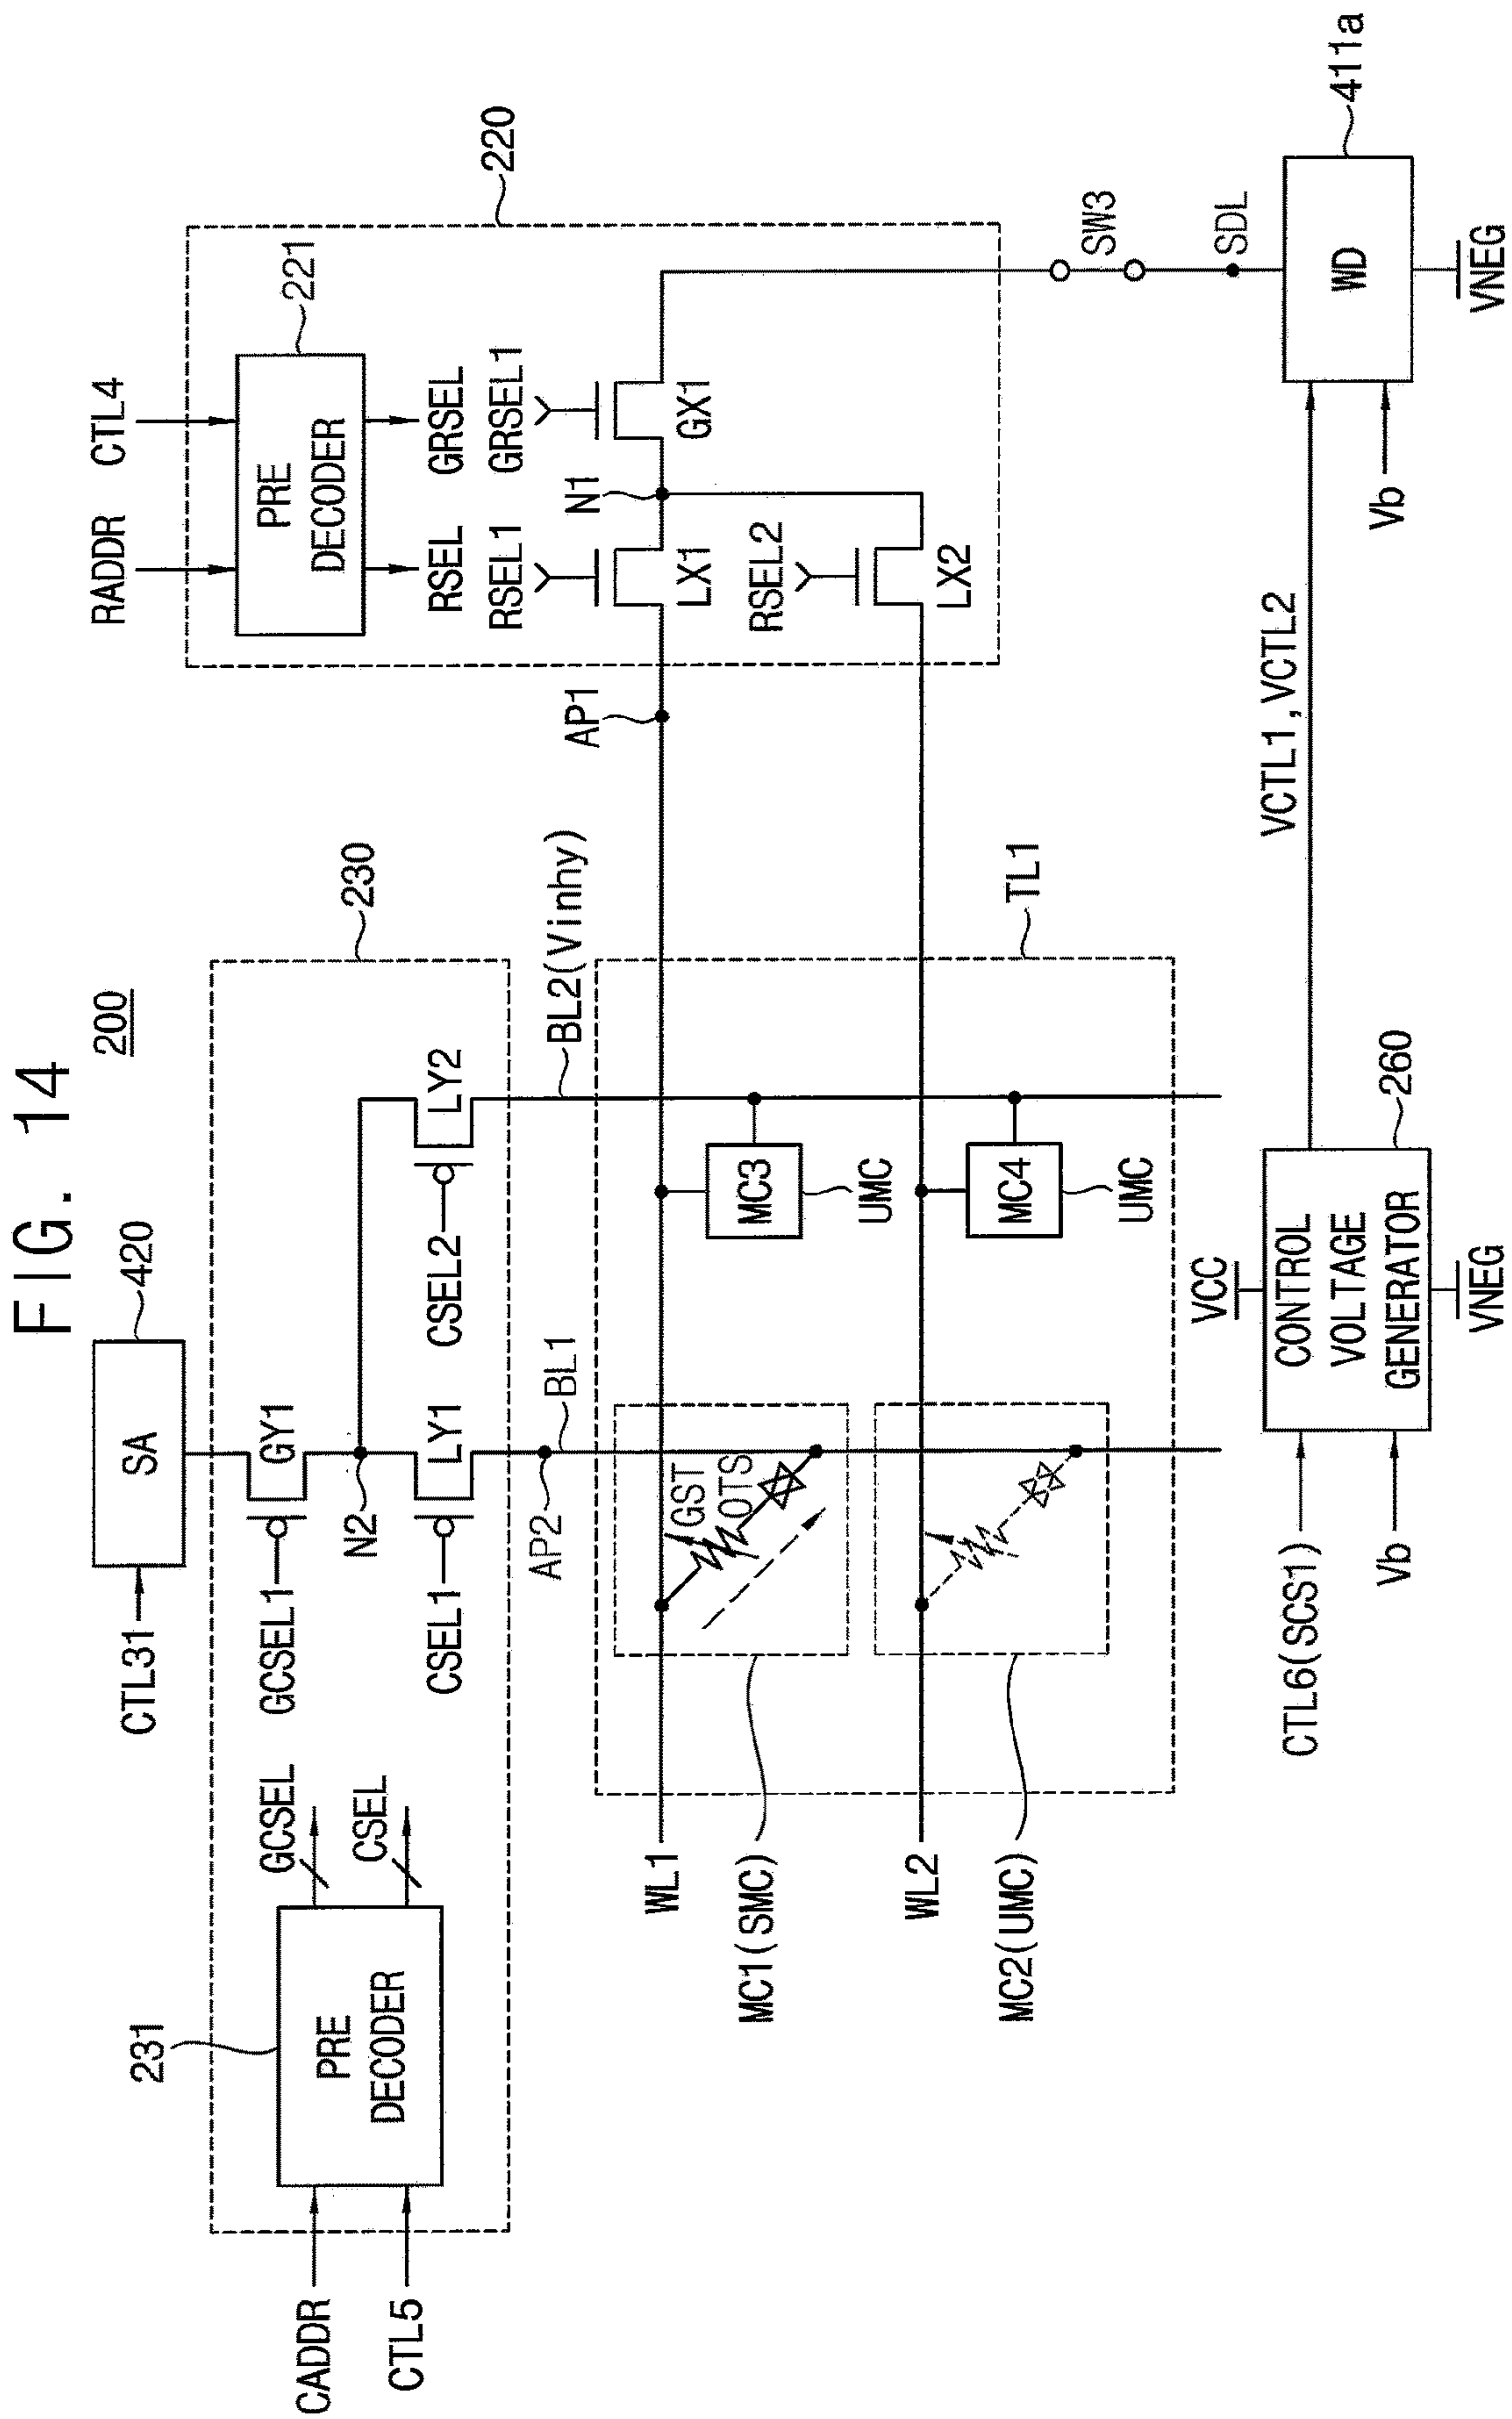 FIG. 14
200
CTL31
SA
420
230
231
CADDR
CTL5
PRE
DECODER
GCSEL
CSEL
GCSEL1
GY1
N2
CSEL1
LY1
CSEL2
LY2
AP2
BL1
BL2(Vinhy)
RADDR
CTL4
PRE
DECODER
221
220
RSEL
GRSEL
RSEL1
GRSEL1
N1
LX1
GX1
RSEL2
LX2
AP1
WL1
GST
OTS
MC3
UMC
MC1(SMC)
WL2
MC4
UMC
MC2(UMC)
TL1
SW3
SDL
CTL6(SCS1)
Vb
VCC
CONTROL
VOLTAGE
GENERATOR
260
VNEG
VCTL1,VCTL2
Vb
WD
411a
VNEG